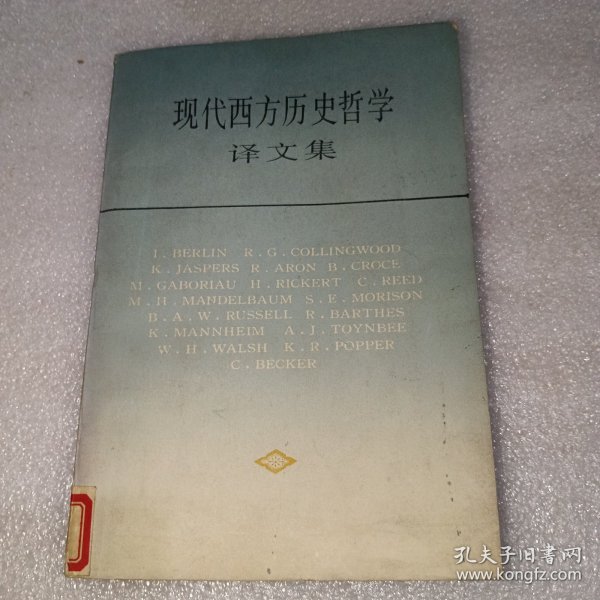 现代西方历史哲学
译文集
I. BERLIN R. G. COLLINGWOOD
K. JASPERS R. ARON B. CROCE
M. GABORIAU H. RICKERT C. REED
M. H. MANDELBAUM S. E. MORISON
B. A. W. RUSSELL R. BARTHES
K. MANNHEIM A. J. TOYNBEE
W. H. WALSH K. R. POPPER
C. BECKER
孔夫子旧书网
www.kongfz.com